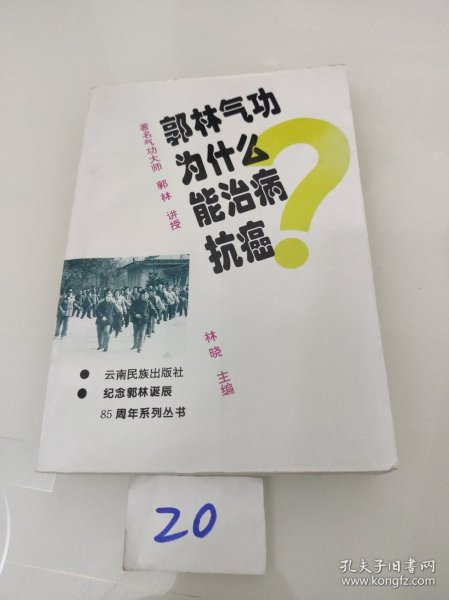 郭林气功
为什么
能治病
抗癌
?
著名气功大师 郭林 讲授
林晓 主编
● 云南民族出版社
● 纪念郭林诞辰
85周年系列丛书
20
孔夫子旧书网
www.kongfz.com